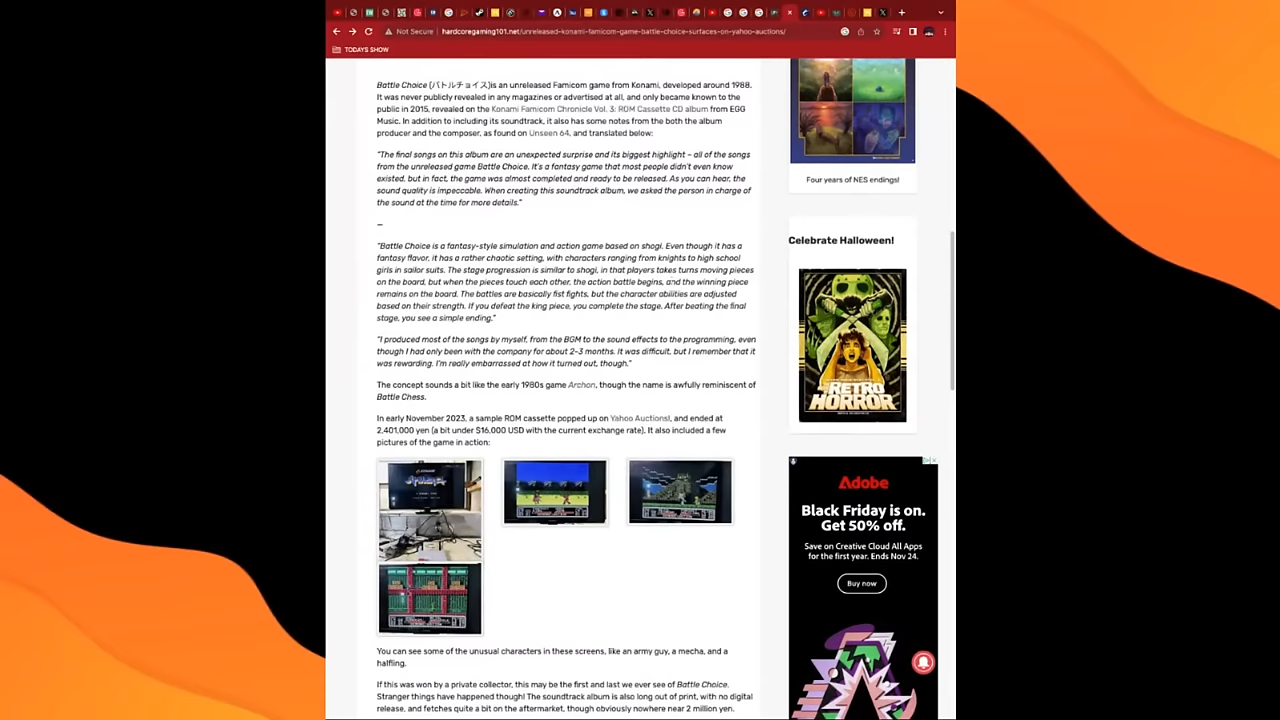 Not Secure
hardcoregaming101.net/unreleased-konami-famicom-game-battle-choice-surfaces-on-yahoo-auctions/
TODAYS SHOW
Battle Choice (バトルチョイス)is an unreleased Famicom game from Konami, developed around 1988.
It was never publicly revealed in any magazines or advertised at all, and only became known to the
public in 2015, revealed on the Konami Famicom Chronicle Vol. 3: ROM Cassette CD album from EGG
Music. In addition to including its soundtrack, it also has some notes from the both the album
producer and the composer, as found on Unseen 64, and translated below:
"The final songs on this album are an unexpected surprise and its biggest highlight – all of the songs
from the unreleased game Battle Choice. It's a fantasy game that most people didn't even know
existed, but in fact, the game was almost completed and ready to be released. As you can hear, the
sound quality is impeccable. When creating this soundtrack album, we asked the person in charge of
the sound at the time for more details."
—
"Battle Choice is a fantasy-style simulation and action game based on shogi. Even though it has a
fantasy flavor, it has a rather chaotic setting, with characters ranging from knights to high school
girls in sailor suits. The stage progression is similar to shogi, in that players takes turns moving pieces
on the board, but when the pieces touch each other, the action battle begins, and the winning piece
remains on the board. The battles are basically fist fights, but the character abilities are adjusted
based on their strength. If you defeat the king piece, you complete the stage. After beating the final
stage, you see a simple ending."
"I produced most of the songs by myself, from the BGM to the sound effects to the programming, even
though I had only been with the company for about 2-3 months. It was difficult, but I remember that it
was rewarding. I'm really embarrassed at how it turned out, though."
The concept sounds a bit like the early 1980s game Archon, though the name is awfully reminiscent of
Battle Chess.
In early November 2023, a sample ROM cassette popped up on Yahoo Auctions!, and ended at
2,401,000 yen (a bit under $16,000 USD with the current exchange rate). It also included a few
pictures of the game in action:
You can see some of the unusual characters in these screens, like an army guy, a mecha, and a
halfling.
If this was won by a private collector, this may be the first and last we ever see of Battle Choice.
Stranger things have happened though! The soundtrack album is also long out of print, with no digital
release, and fetches quite a bit on the aftermarket, though obviously nowhere near 2 million yen.
Four years of NES endings!
Celebrate Halloween!
RETRO
HORROR
Adobe
Black Friday is on.
Get 50% off.
Save on Creative Cloud All Apps
for the first year. Ends Nov 24.
Buy now